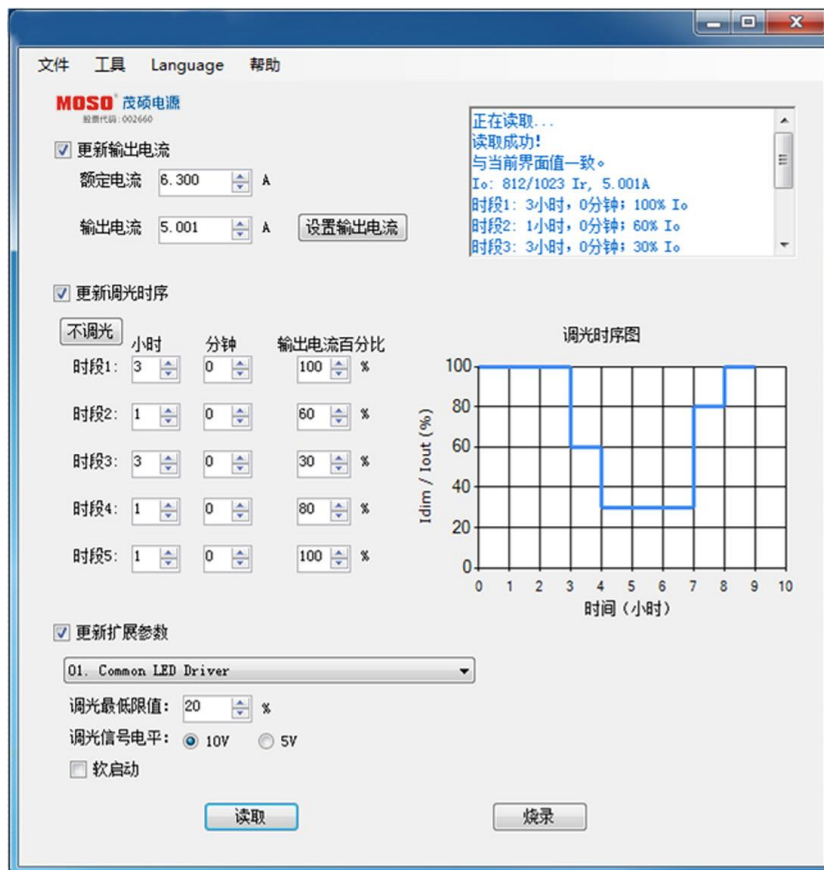 文件 工具 Language 帮助
MOSO® 茂硕电源
股票代码:002660
正在读取...
读取成功!
与当前界面值一致。
Io: 812/1023 Ir, 5.001A
时段1: 3小时, 0分钟; 100% Io
时段2: 1小时, 0分钟; 60% Io
时段3: 3小时, 0分钟; 30% Io
更新输出电流
额定电流 6.300 A
输出电流 5.001 A 设置输出电流
更新调光时序
不调光
小时 分钟 输出电流百分比
时段1: 3 0 100 %
时段2: 1 0 60 %
时段3: 3 0 30 %
时段4: 1 0 80 %
时段5: 1 0 100 %
调光时序图
Idim / Iout (%)
100
80
60
40
20
0
0 1 2 3 4 5 6 7 8 9 10
时间(小时)
更新扩展参数
01. Common LED Driver
调光最低限值: 20 %
调光信号电平: 10V 5V
软启动
读取 烧录